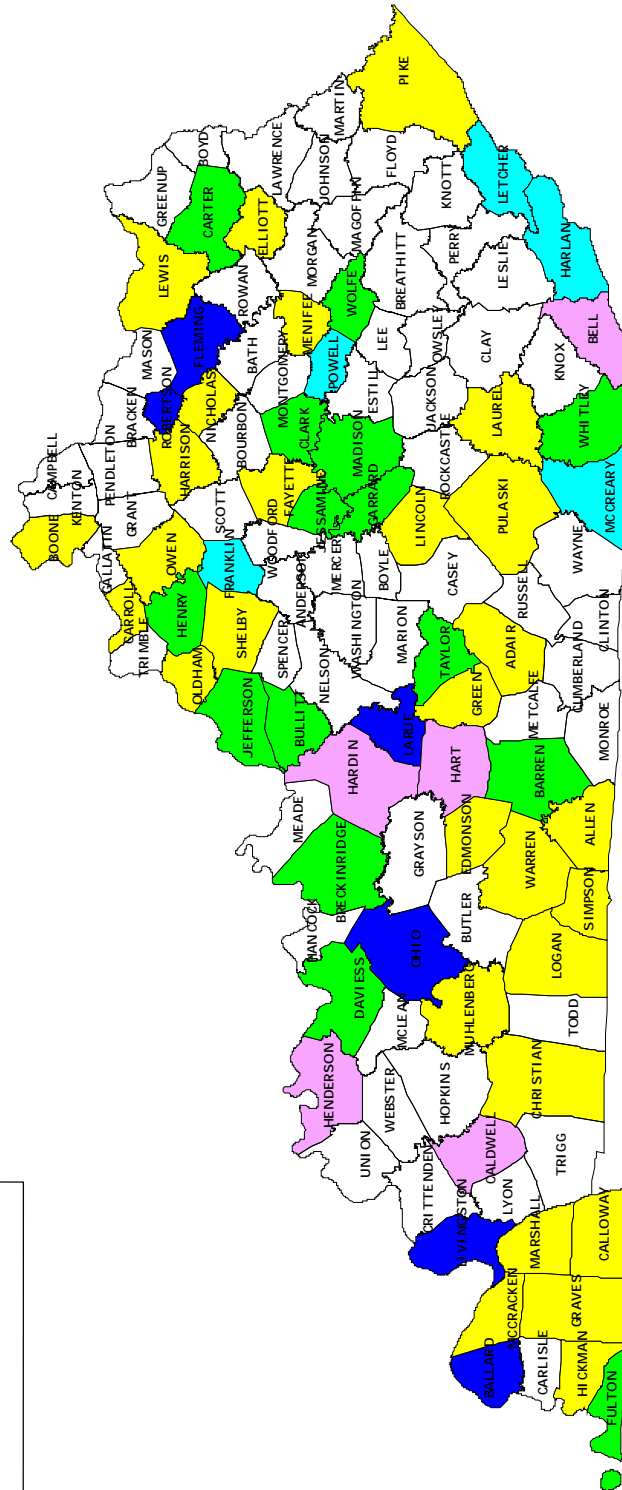 PIKE
MARTIN
BOYD
LAWRENCE
JOHNSON
FLOYD
LETCHER
GREENUP
KNOTT
CARTER
ELLIOTT
MAGOFFIN
PERRY
LESLIE
HARLAN
LEWIS
MORGAN
BREATHITT
ROWAN
WOLFE
BELL
FLEMING
MENIFEE
LEE
OWSLEY
CLAY
KNOX
MASON
BATH
POWELL
ESTILL
JACKSON
WHITLEY
ROBERTSON
NICHOLAS
MONTGOMERY
LAUREL
BRACKEN
BOURBON
CLARK
MADISON
ROCKCASTLE
CAMPBELL
PENDLETON
HARRISON
MCCREARY
KENTON
FAYETTE
JESSAMINE
GARRARD
PULASKI
BOONE
GRANT
SCOTT
LINCOLN
GALLATIN
OWEN
WOODFORD
MERCER
BOYLE
WAYNE
FRANKLIN
ANDERSON
CASEY
RUSSELL
CARROLL
HENRY
WASHINGTON
MARION
CLINTON
TRIMBLE
SHELBY
SPENCER
TAYLOR
ADAIR
CUMBERLAND
OLDHAM
NELSON
GREEN
METCALFE
JEFFERSON
BULLITT
LARUE
MONROE
HARDIN
HART
BARREN
MEADE
ALLEN
GRAYSON
EDMONSON
WARREN
BRECKINRIDGE
SIMPSON
HANCOCK
BUTLER
OHIO
LOGAN
DAVIESS
MUHLENBERG
TODD
MCLEAN
HENDERSON
HOPKINS
CHRISTIAN
WEBSTER
UNION
CALDWELL
TRIGG
CRITTENDEN
LYON
LIVINGSTON
MARSHALL
CALLOWAY
MCCRACKEN
GRAVES
BALLARD
CARLISLE
HICKMAN
FULTON